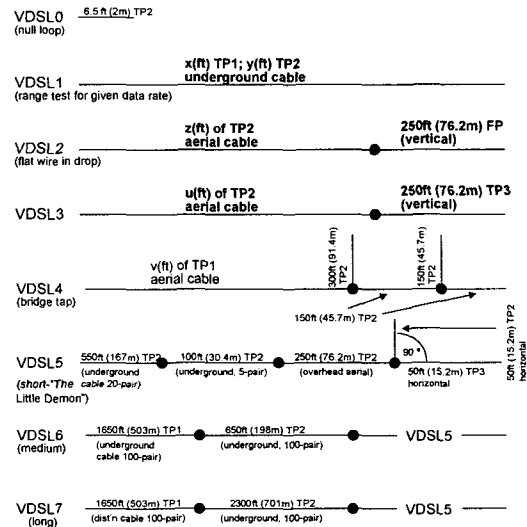 VDSL0 6.5 ft (2m) TP2
(null loop)
x(ft) TP1; y(ft) TP2
VDSL1 underground cable
(range test for given data rate)
z(ft) of TP2 250ft (76.2m) FP
VDSL2 aerial cable (vertical)
(flat wire in drop)
u(ft) of TP2 250ft (76.2m) TP3
VDSL3 aerial cable (vertical)
300ft (91.4m)
TP2
150ft (45.7m)
TP2
v(ft) of TP1
VDSL4 aerial cable
(bridge tap)
150ft (45.7m) TP2
50ft (15.2m)
TP2
horizontal
90 °
VDSL5 550ft (167m) TP2 100ft (30.4m) TP2 250ft (76.2m) TP2 50ft (15.2m) TP3
(short-"The (underground (underground, 5-pair) (overhead aerial) horizontal
Little Demon") cable 20-pair)
VDSL6 1650ft (503m) TP1 650ft (198m) TP2 VDSL5
(medium) (underground (underground, 100-pair)
cable 100-pair)
VDSL7 1650ft (503m) TP1 2300ft (701m) TP2 VDSL5
(long) (dist'n cable 100-pair) (underground, 100-pair)